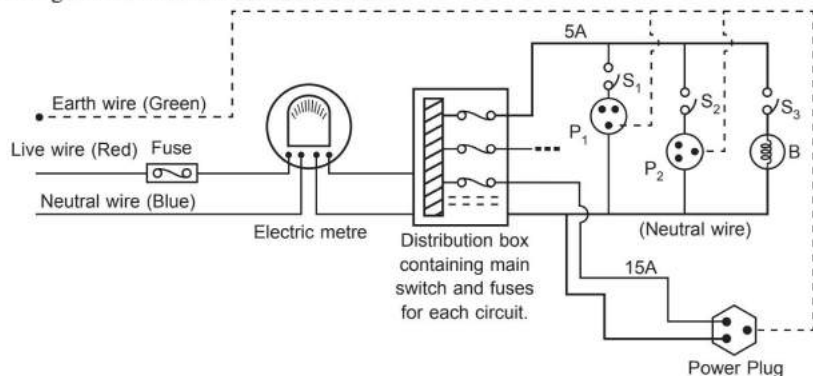 5A
S1
Earth wire (Green)
S2
S3
P1
Live wire (Red)
Fuse
B
P2
Neutral wire (Blue)
Electric metre
Distribution box
containing main
switch and fuses
for each circuit.
(Neutral wire)
15A
Power Plug